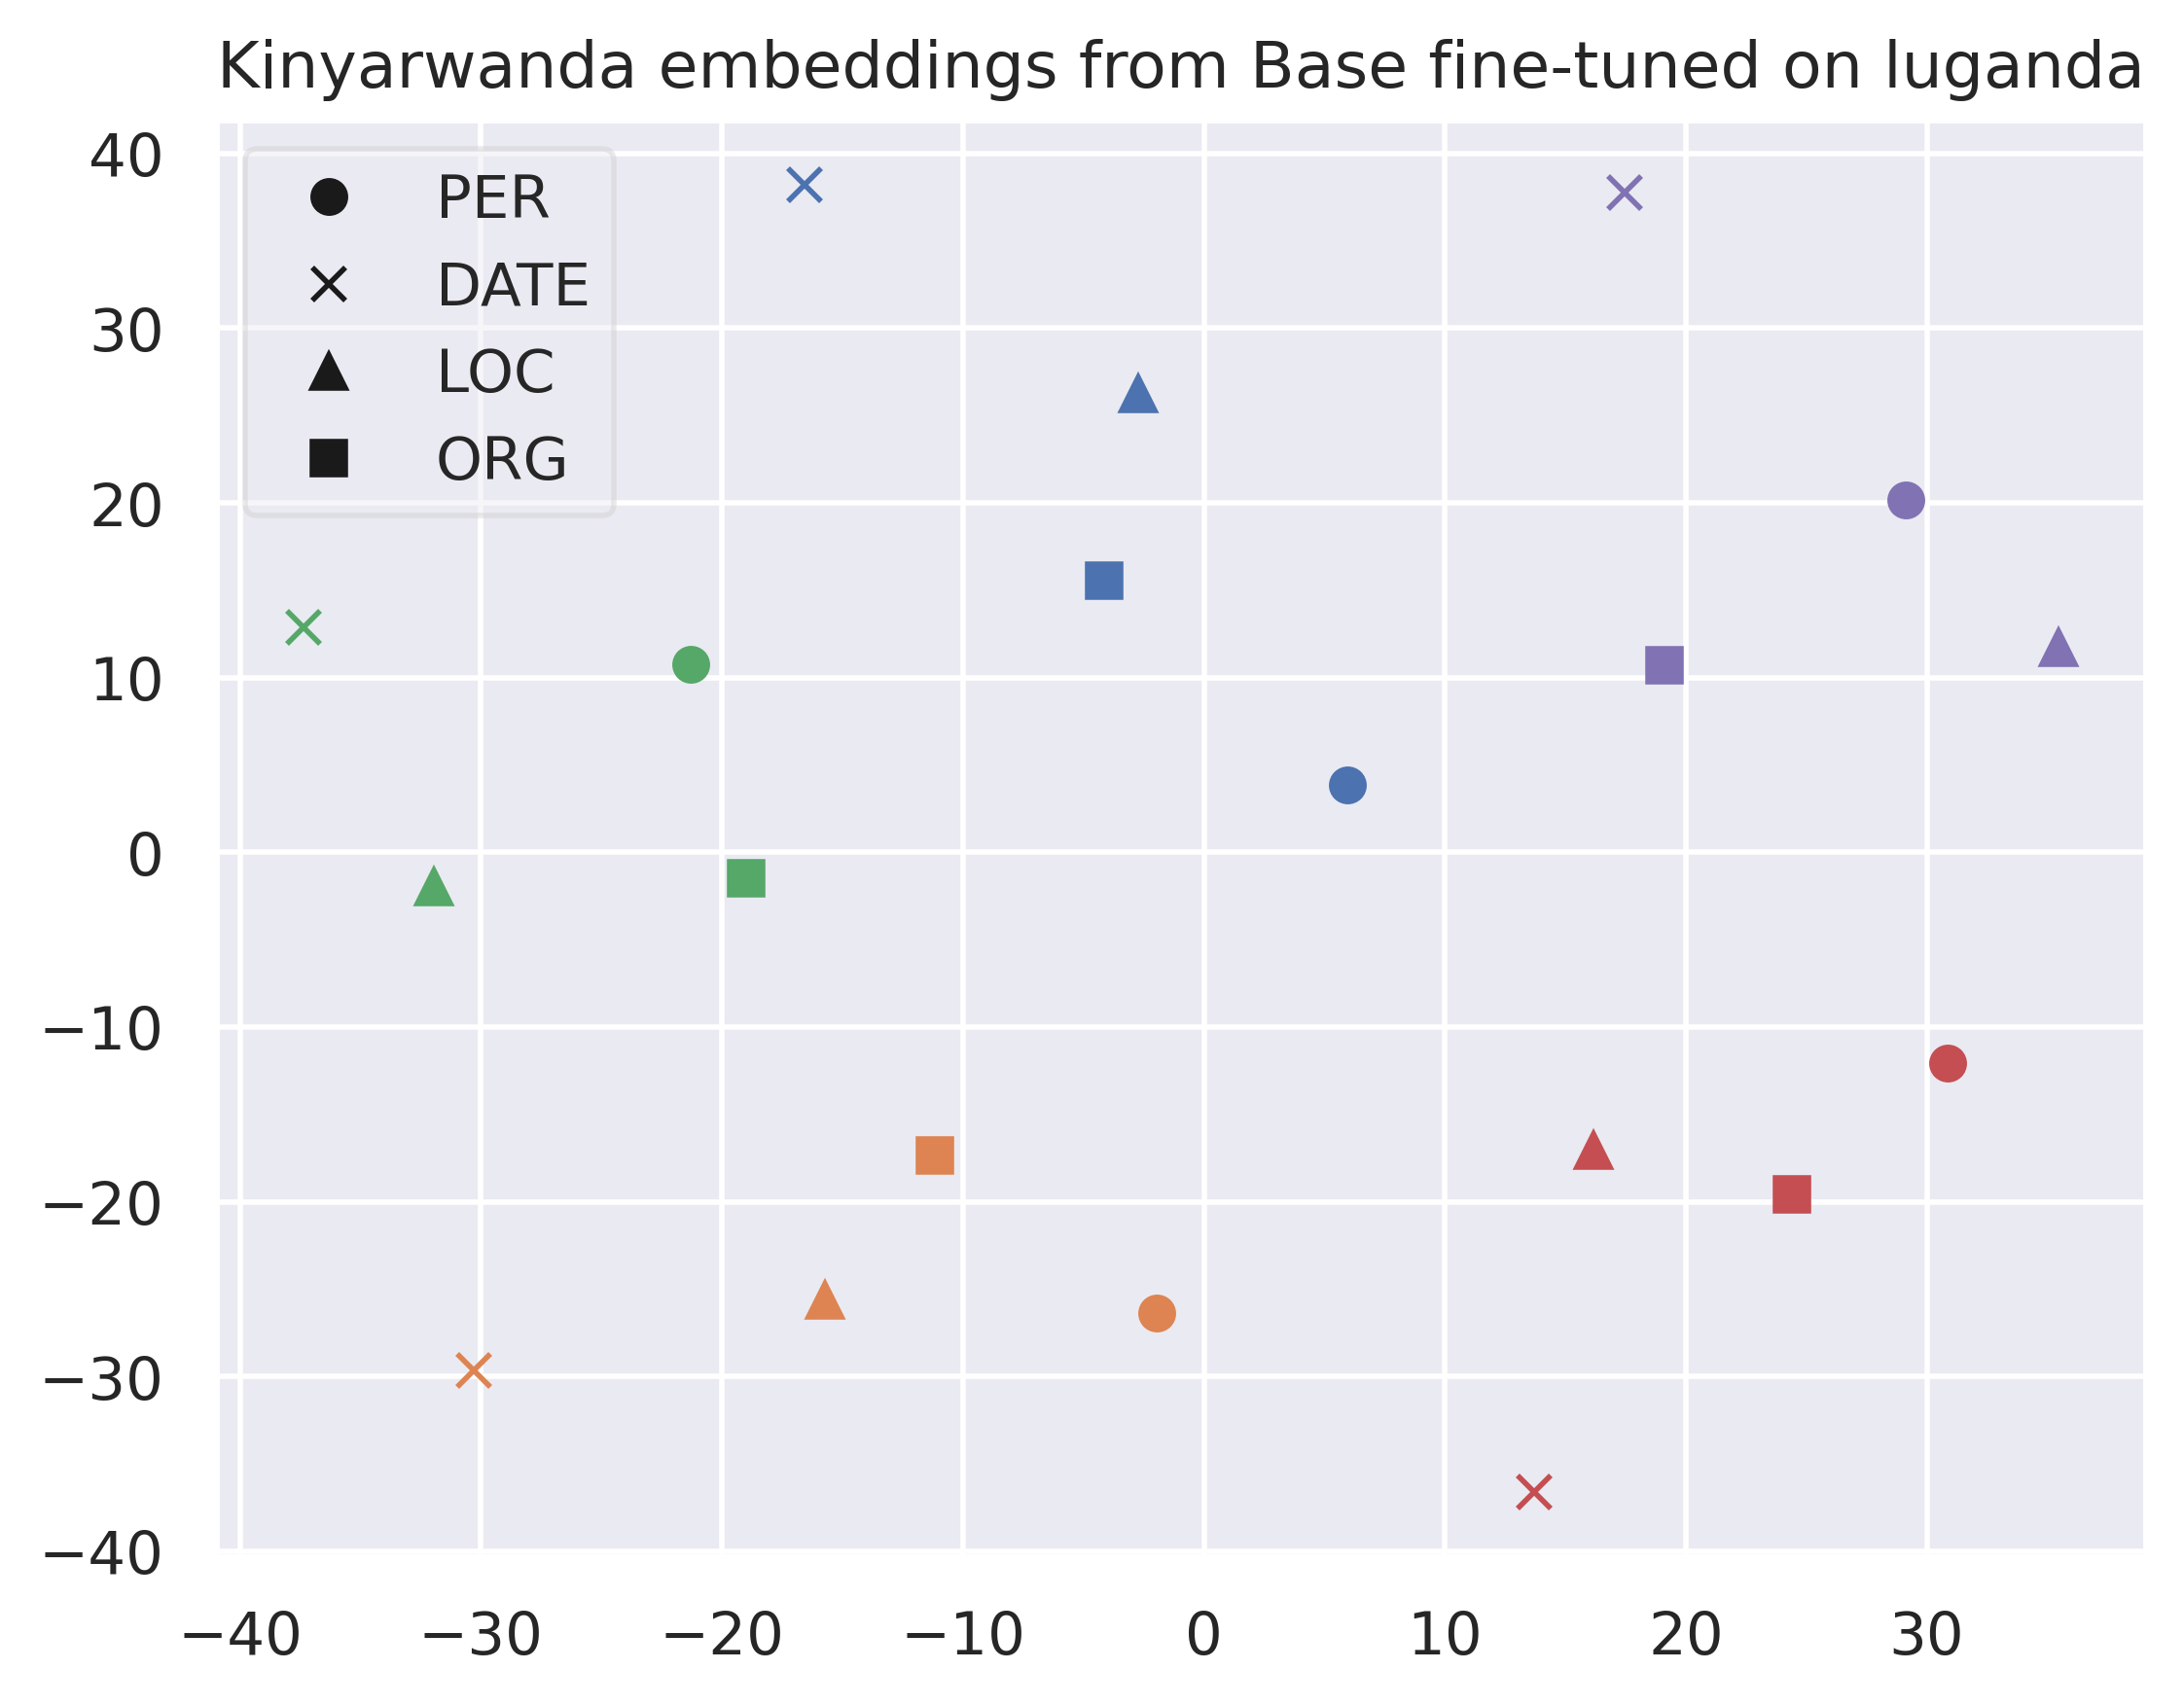 Kinyarwanda embeddings from Base fine-tuned on luganda
40
30
20
10
0
−10
−20
−30
−40
PER
DATE
LOC
ORG
−40 −30 −20 −10 0 10 20 30